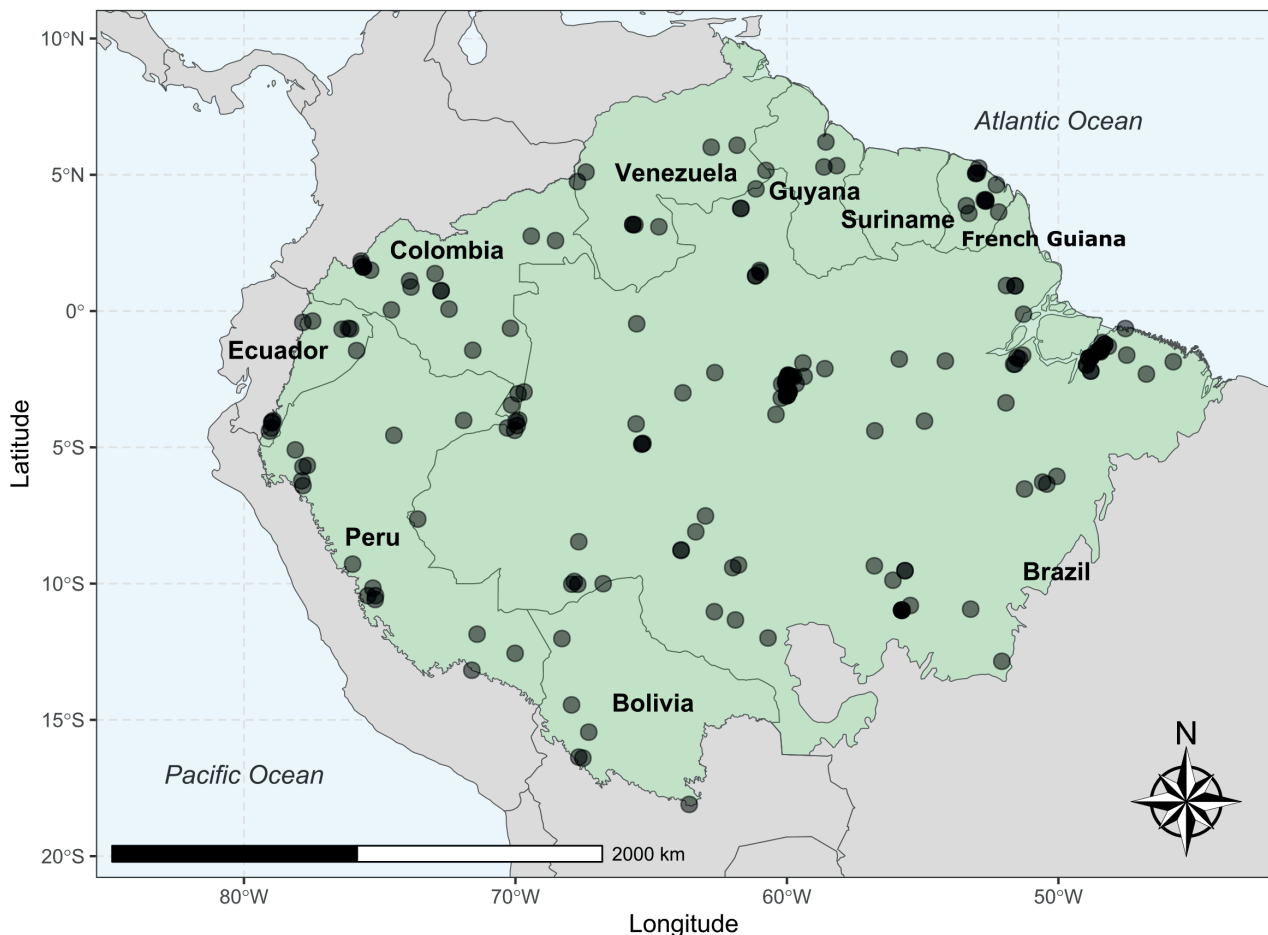 10°N
Atlantic Ocean
5°N
Venezuela
Guyana
Suriname
French Guiana
Colombia
0°
Ecuador
5°S
Latitude
Peru
10°S
Brazil
Bolivia
15°S
N
Pacific Ocean
2000 km
20°S
80°W
70°W
60°W
50°W
Longitude